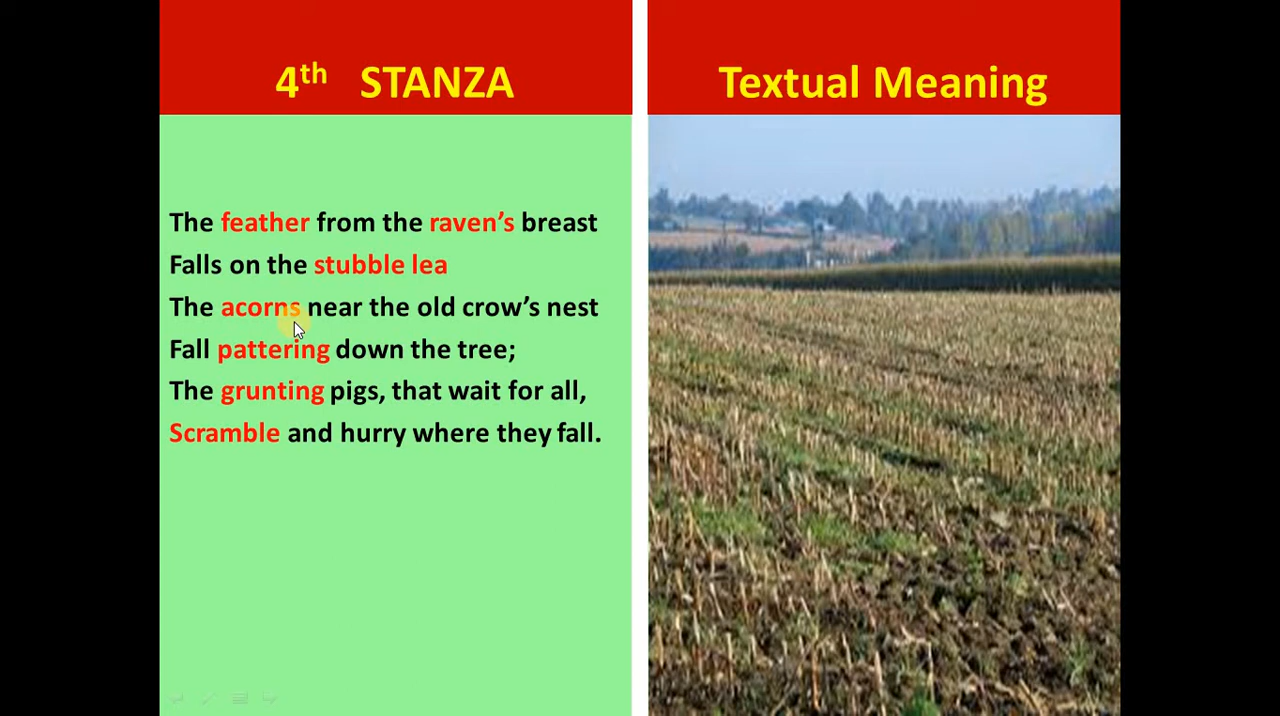 4th STANZA
Textual Meaning
The feather from the raven's breast
Falls on the stubble lea
The acorns near the old crow's nest
Fall pattering down the tree;
The grunting pigs, that wait for all,
Scramble and hurry where they fall.